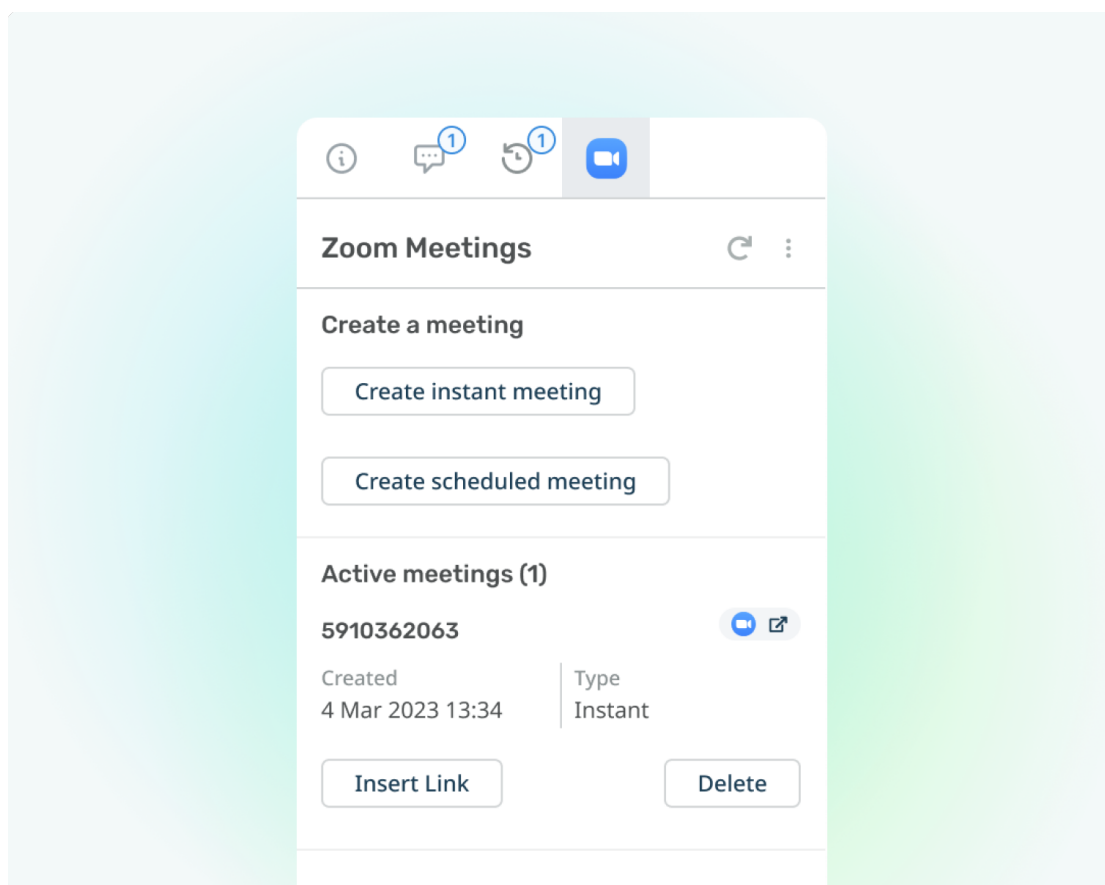 1 1
Zoom Meetings
Create a meeting
Create instant meeting
Create scheduled meeting
Active meetings (1)
5910362063
Created Type
4 Mar 2023 13:34 Instant
Insert Link Delete